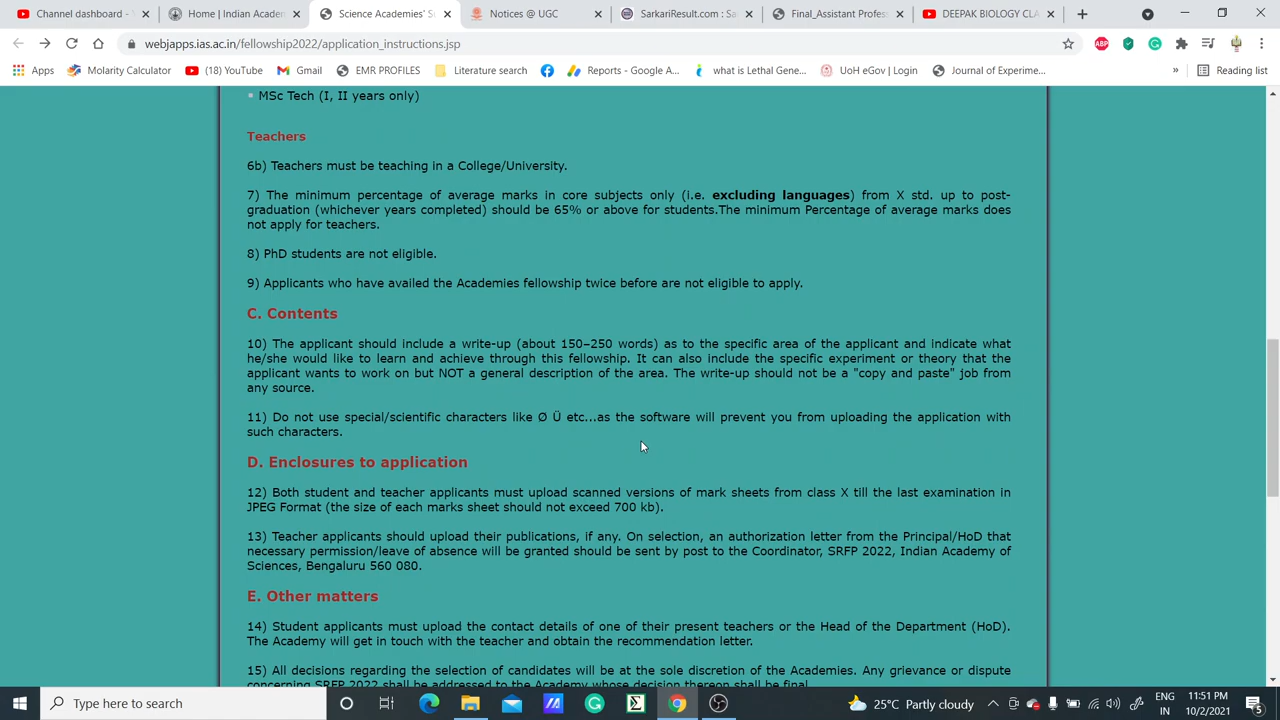 Channel dashboard - Y
Home | Indian Academ
Science Academies' Su
Notices @ UGC
SarkariResult.com : Sa
Final_Assistant Profes
DEEPAK BIOLOGY CLA
webjapps.ias.ac.in/fellowship2022/application_instructions.jsp
ABP
Apps
Molarity Calculator
(18) YouTube
Gmail
EMR PROFILES
Literature search
Reports - Google A...
what is Lethal Gene...
UoH eGov | Login
Journal of Experime...
»
Reading list
MSc Tech (I, II years only)
Teachers
6b) Teachers must be teaching in a College/University.
7) The minimum percentage of average marks in core subjects only (i.e. excluding languages) from X std. up to post-
graduation (whichever years completed) should be 65% or above for students.The minimum Percentage of average marks does
not apply for teachers.
8) PhD students are not eligible.
9) Applicants who have availed the Academies fellowship twice before are not eligible to apply.
C. Contents
10) The applicant should include a write-up (about 150–250 words) as to the specific area of the applicant and indicate what
he/she would like to learn and achieve through this fellowship. It can also include the specific experiment or theory that the
applicant wants to work on but NOT a general description of the area. The write-up should not be a "copy and paste" job from
any source.
11) Do not use special/scientific characters like Ø Ü etc...as the software will prevent you from uploading the application with
such characters.
D. Enclosures to application
12) Both student and teacher applicants must upload scanned versions of mark sheets from class X till the last examination in
JPEG Format (the size of each marks sheet should not exceed 700 kb).
13) Teacher applicants should upload their publications, if any. On selection, an authorization letter from the Principal/HoD that
necessary permission/leave of absence will be granted should be sent by post to the Coordinator, SRFP 2022, Indian Academy of
Sciences, Bengaluru 560 080.
E. Other matters
14) Student applicants must upload the contact details of one of their present teachers or the Head of the Department (HoD).
The Academy will get in touch with the teacher and obtain the recommendation letter.
15) All decisions regarding the selection of candidates will be at the sole discretion of the Academies. Any grievance or dispute
concerning SRFP 2022 shall be addressed to the Academy whose decision thereon shall be final.
Type here to search
25°C Partly cloudy
ENG
IN
11:51 PM
10/2/2021
5